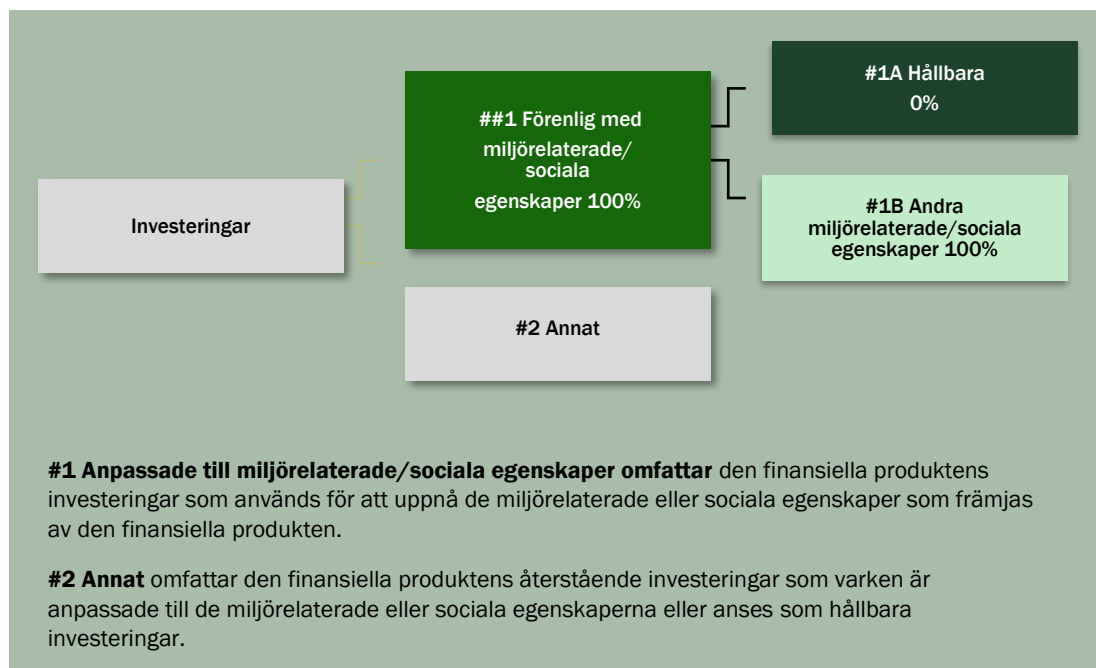 #1A Hållbara
0%
##1 Förenlig med
miljörelaterade/
sociala
egenskaper 100%
#1B Andra
miljörelaterade/sociala
egenskaper 100%
Investeringar
#2 Annat
#1 Anpassade till miljörelaterade/sociala egenskaper omfattar den finansiella produktens
investeringar som används för att uppnå de miljörelaterade eller sociala egenskaper som främjas
av den finansiella produkten.
#2 Annat omfattar den finansiella produktens återstående investeringar som varken är
anpassade till de miljörelaterade eller sociala egenskaperna eller anses som hållbara
investeringar.